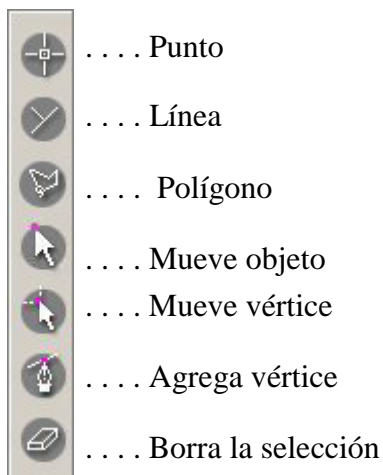 . . . . Punto
. . . . Línea
. . . . Polígono
. . . . Mueve objeto
. . . . Mueve vértice
. . . . Agrega vértice
. . . . Borra la selección